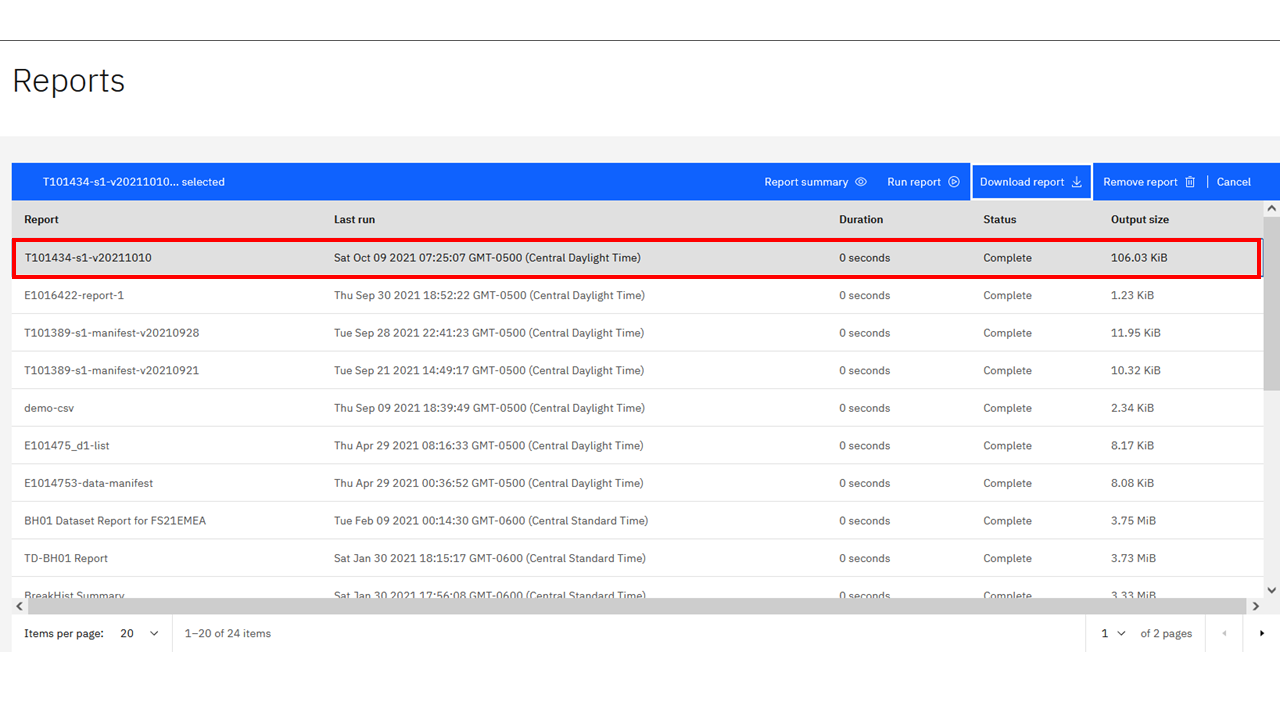 Reports
T101434-s1-v20211010... selected Report summary Run report Download report Remove report | Cancel
Report Last run Duration Status Output size
T101434-s1-v20211010 Sat Oct 09 2021 07:25:07 GMT-0500 (Central Daylight Time) 0 seconds Complete 106.03 KiB
E1016422-report-1 Thu Sep 30 2021 18:52:22 GMT-0500 (Central Daylight Time) 0 seconds Complete 1.23 KiB
T101389-s1-manifest-v20210928 Tue Sep 28 2021 22:41:23 GMT-0500 (Central Daylight Time) 0 seconds Complete 11.95 KiB
T101389-s1-manifest-v20210921 Tue Sep 21 2021 14:49:17 GMT-0500 (Central Daylight Time) 0 seconds Complete 10.32 KiB
demo-csv Thu Sep 09 2021 18:39:49 GMT-0500 (Central Daylight Time) 0 seconds Complete 2.34 KiB
E101475_d1-list Thu Apr 29 2021 08:16:33 GMT-0500 (Central Daylight Time) 0 seconds Complete 8.17 KiB
E1014753-data-manifest Thu Apr 29 2021 00:36:52 GMT-0500 (Central Daylight Time) 0 seconds Complete 8.08 KiB
BH01 Dataset Report for FS21EMEA Tue Feb 09 2021 00:14:30 GMT-0600 (Central Standard Time) 0 seconds Complete 3.75 MiB
TD-BH01 Report Sat Jan 30 2021 18:15:17 GMT-0600 (Central Standard Time) 0 seconds Complete 3.73 MiB
BreakHist Summary Sat Jan 30 2021 17:56:08 GMT-0600 (Central Standard Time) 0 seconds Complete 3.33 MiB
Items per page: 20 1–20 of 24 items 1 of 2 pages